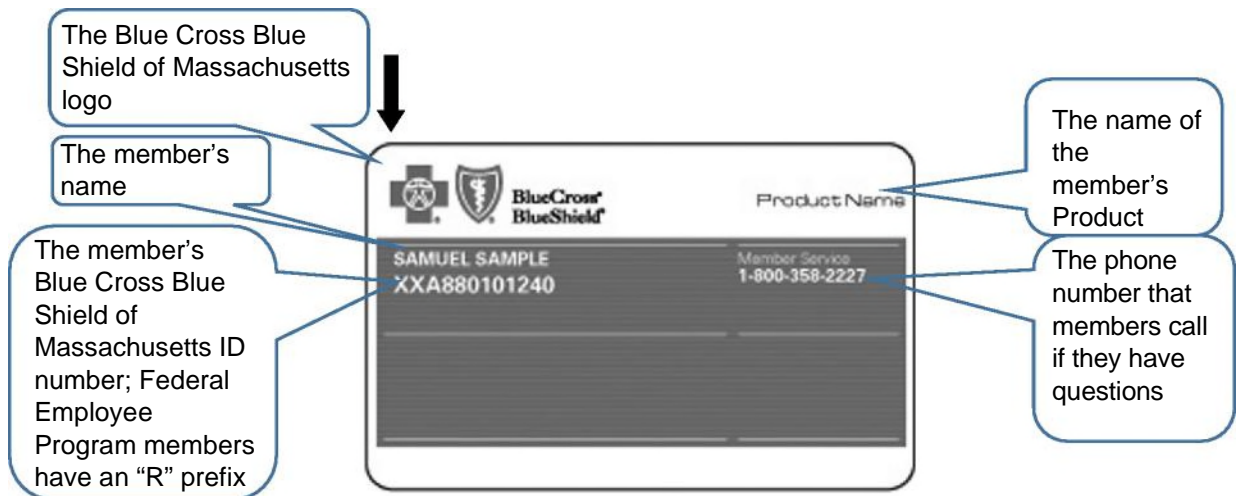 The Blue Cross Blue
Shield of Massachusetts
logo
The member's
name
The member's
Blue Cross Blue
Shield of
Massachusetts ID
number; Federal
Employee
Program members
have an “R” prefix
BlueCross®
BlueShield®
Product Name
SAMUEL SAMPLE
XXA880101240
Member Service
1-800-358-2227
The name of
the
member's
Product
The phone
number that
members call
if they have
questions